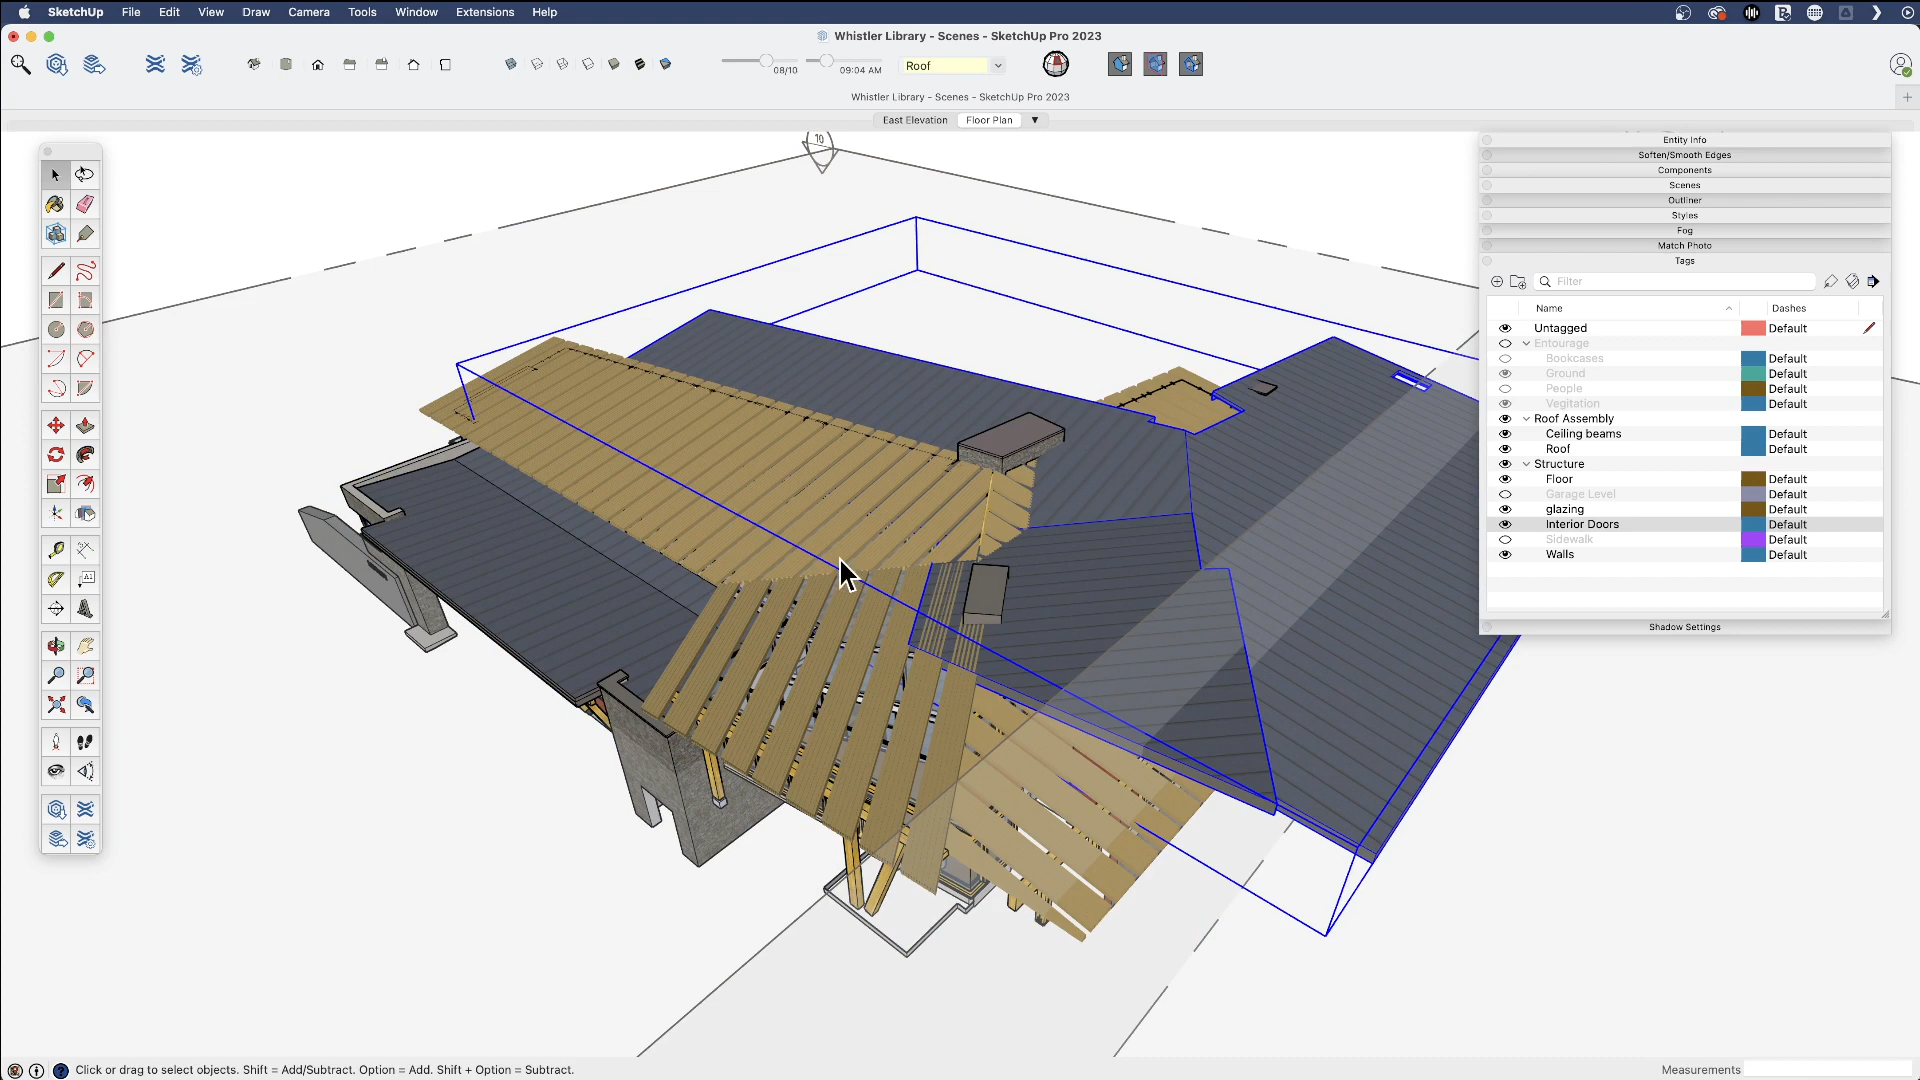 SketchUp File Edit View Draw Camera Tools Window Extensions Help
Whistler Library - Scenes - SketchUp Pro 2023
08/10 09:04 AM Roof
Whistler Library - Scenes - SketchUp Pro 2023
East Elevation Floor Plan
10
Entity Info
Soften/Smooth Edges
Components
Scenes
Outliner
Styles
Fog
Match Photo
Tags
Filter
Name Dashes
Untagged Default
Entourage
Bookcases Default
Ground Default
People Default
Vegitation Default
Roof Assembly
Ceiling beams Default
Roof Default
Structure
Floor Default
Garage Level Default
glazing Default
Interior Doors Default
Sidewalk Default
Walls Default
Shadow Settings
A1
Click or drag to select objects. Shift = Add/Subtract. Option = Add. Shift + Option = Subtract.
Measurements